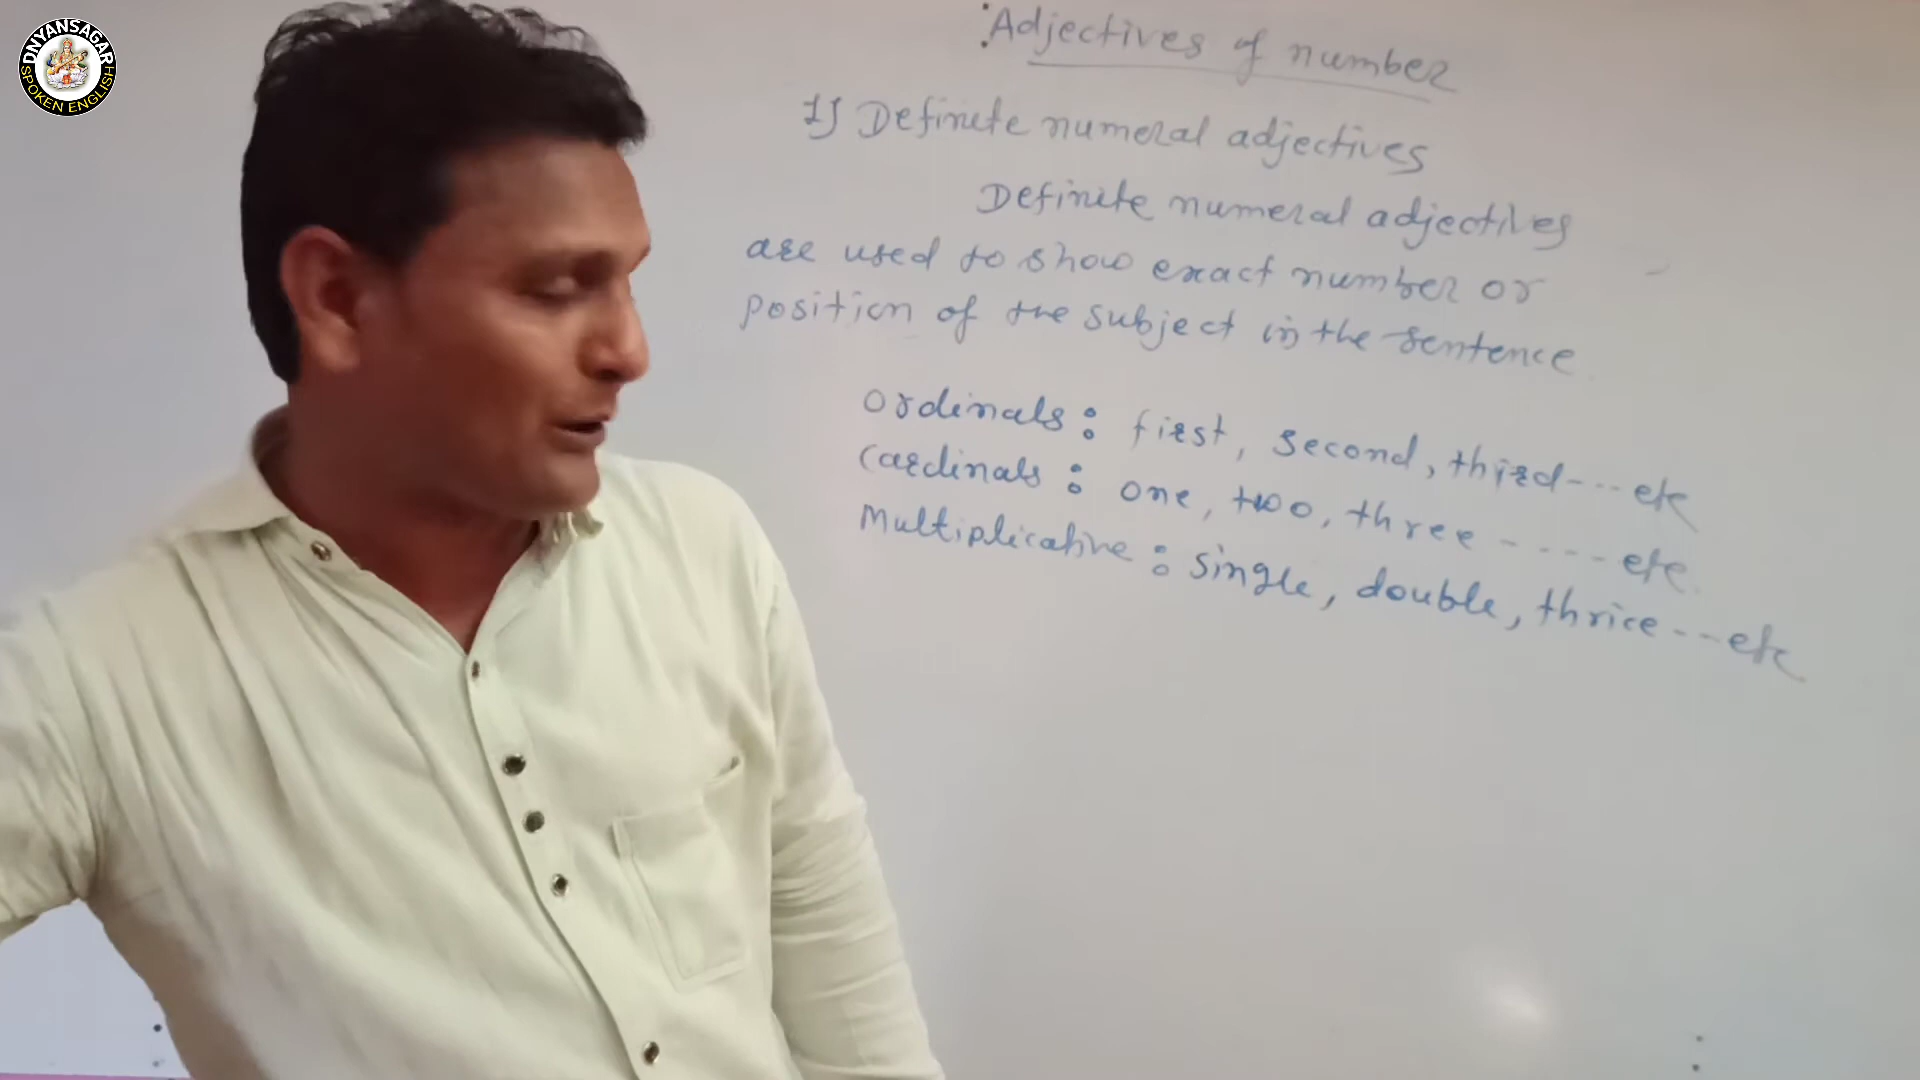 DNYANSAGAR
SPOKEN ENGLISH
Adjectives of number
1] Definite numeral adjectives
Definite numeral adjectives
are used to show exact number or
position of the subject in the sentence
Ordinals : first, second, third---etc
Cardinals : one, two, three ----- etc.
Multiplicative : single, double, thrice---etc